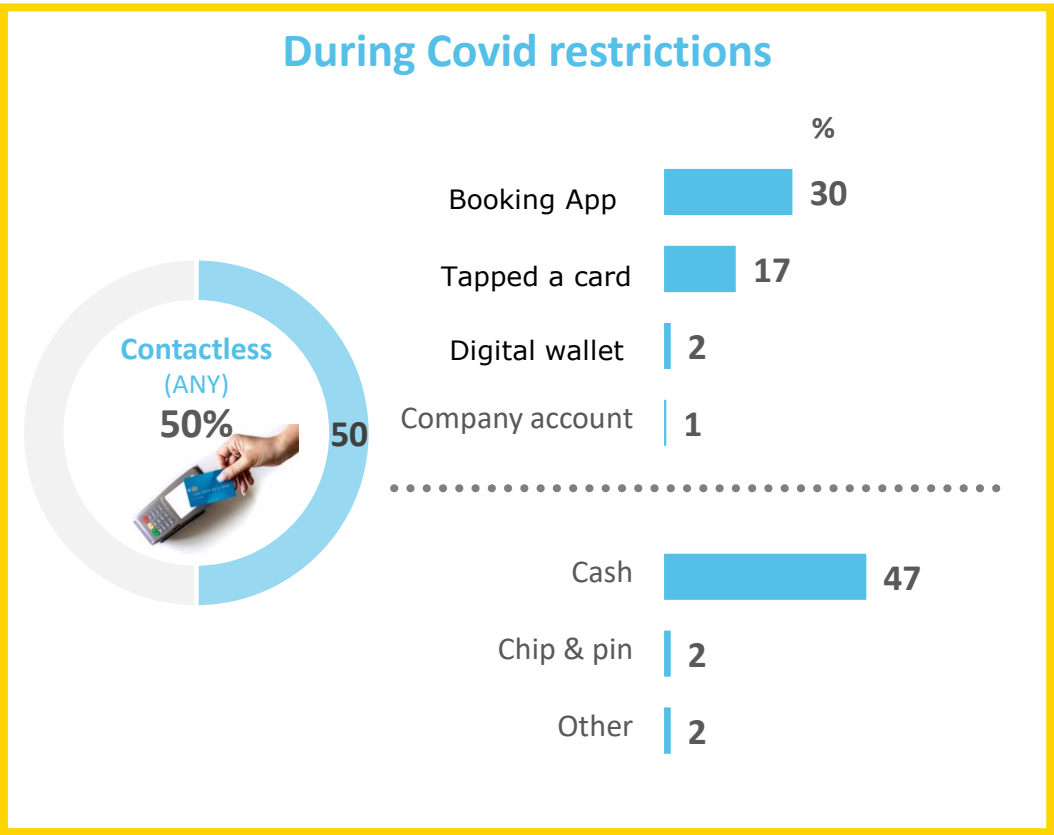 During Covid restrictions
%
Booking App 30
Tapped a card 17
Digital wallet 2
Company account 1
Contactless
(ANY)
50%
50
Cash 47
Chip & pin 2
Other 2